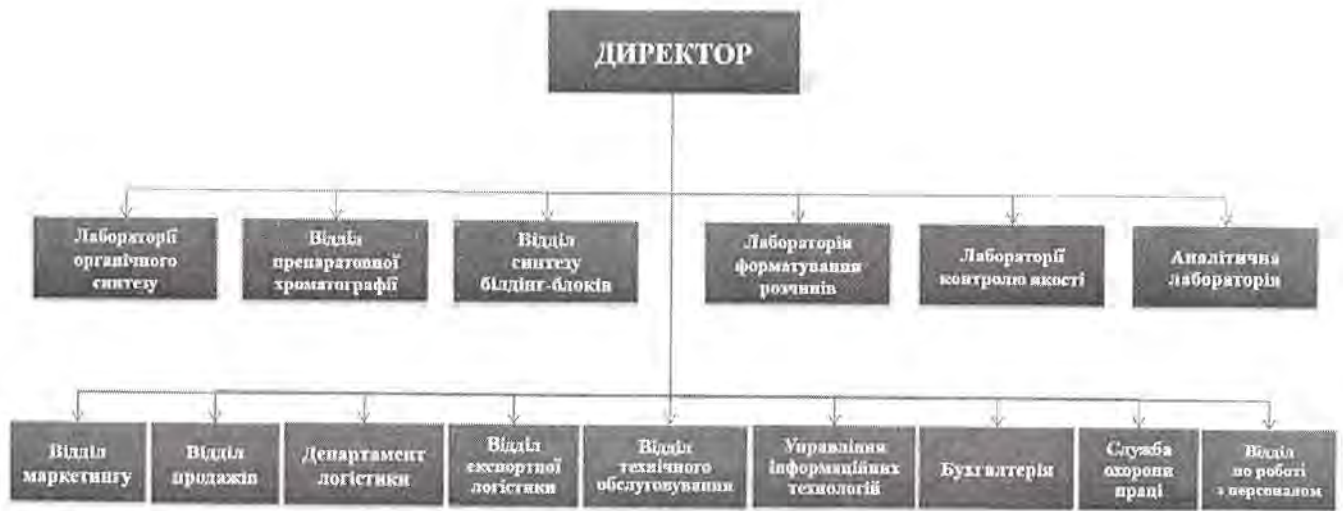 ДИРЕКТОР
Лабораторії
органічного
синтезу
Відділ
препаративної
хроматографії
Відділ
синтезу
білдінг-блоків
Лабораторія
форматування
розчинів
Лабораторії
контролю якості
Аналітична
лабораторія
Відділ
маркетингу
Відділ
продажів
Департамент
логістики
Відділ
експортної
логістики
Відділ
технічного
обслуговування
Управління
інформаційних
технологій
Бухгалтерія
Служба
охорони
праці
Відділ
по роботі
з персоналом